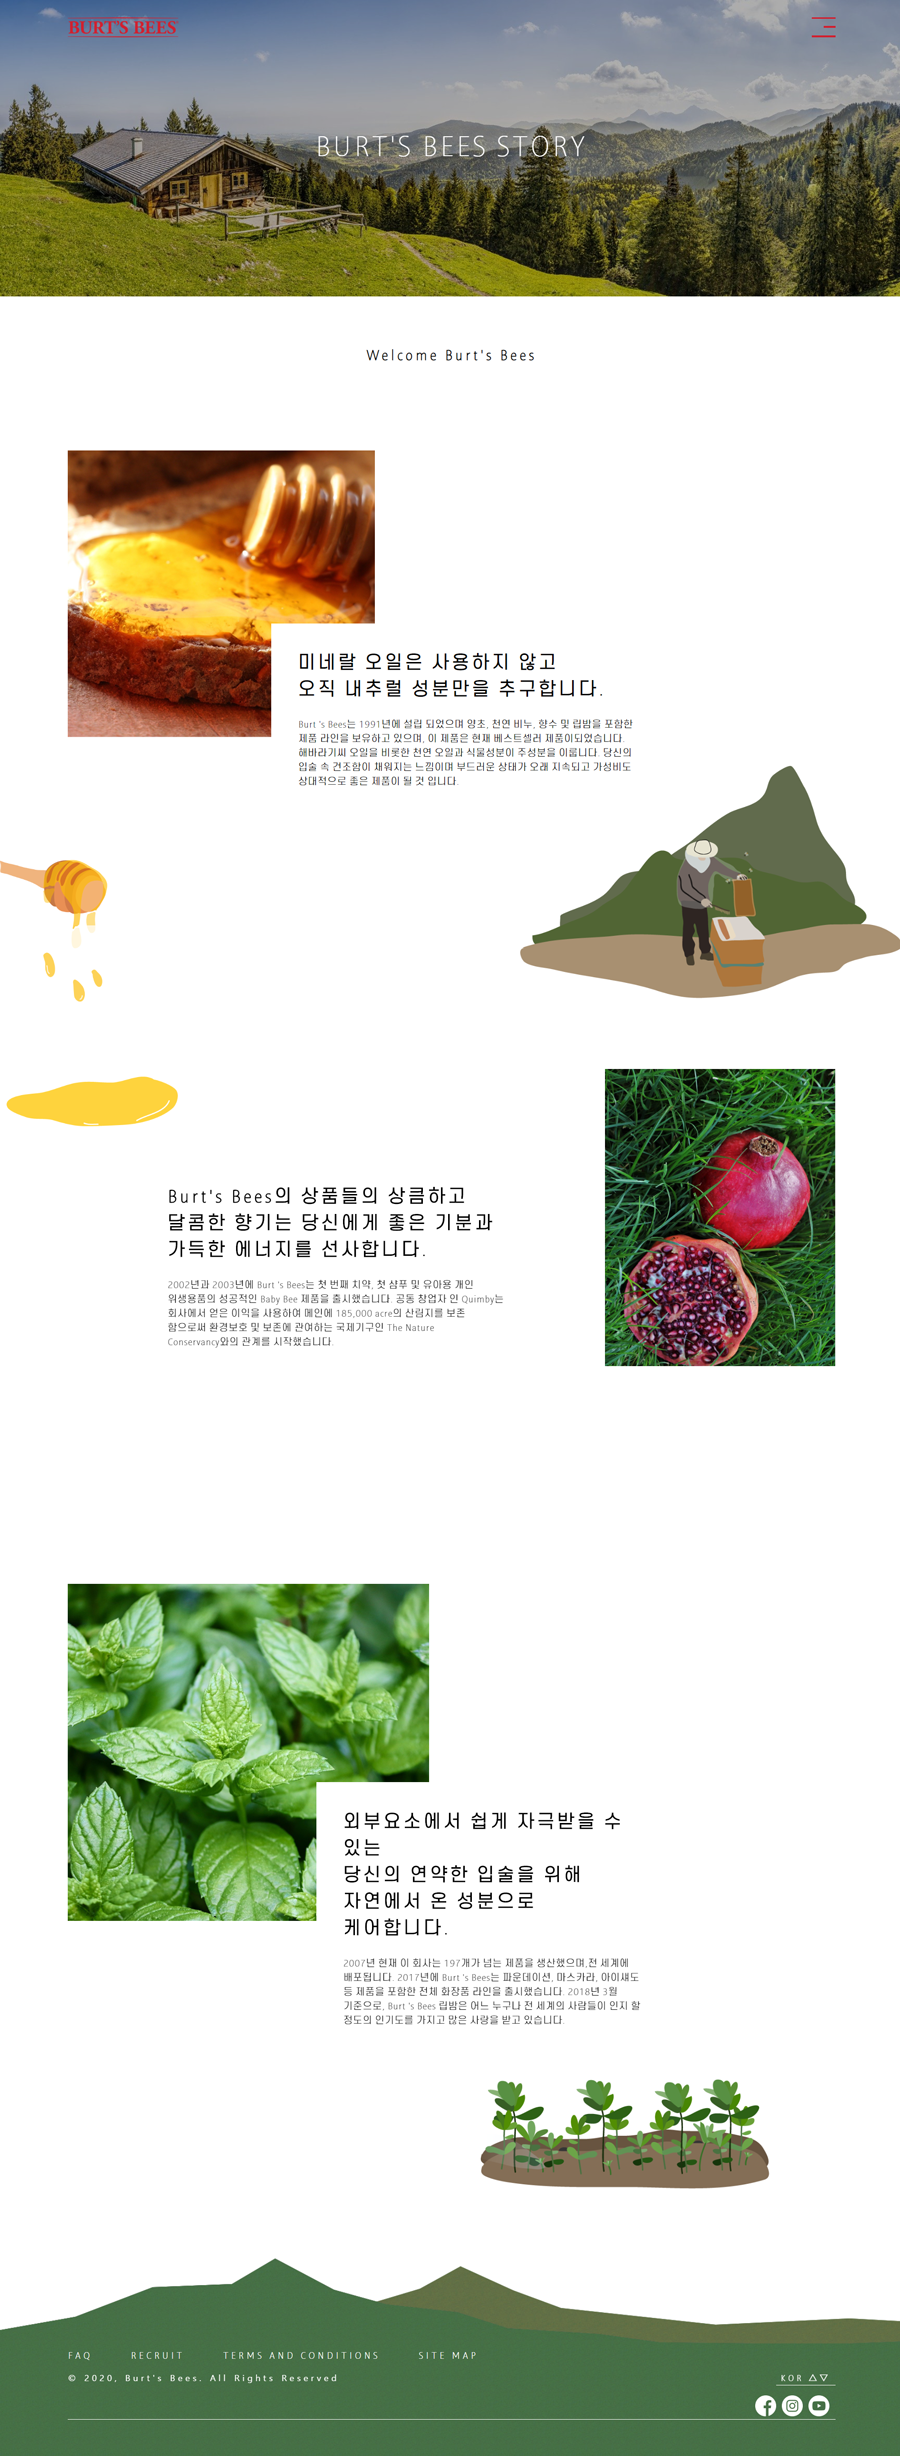 BURT'S BEES
BURT'S BEES STORY
Welcome Burt's Bees
미네랄 오일은 사용하지 않고
오직 내추럴 성분만을 추구합니다.
Burt 's Bees는 1991년에 설립 되었으며 양초, 천연 비누, 향수 및 립밤을 포함한
제품 라인을 보유하고 있으며, 이 제품은 현재 베스트셀러 제품이되었습니다.
해바라기씨 오일을 비롯한 천연 오일과 식물성분이 주성분을 이룹니다. 당신의
입술 속 건조함이 채워지는 느낌이며 부드러운 상태가 오래 지속되고 가성비도
상대적으로 좋은 제품이 될 것 입니다.
Burt's Bees의 상품들의 상큼하고
달콤한 향기는 당신에게 좋은 기분과
가득한 에너지를 선사합니다.
2002년과 2003년에 Burt 's Bees는 첫 번째 치약, 첫 샴푸 및 유아용 개인
위생용품의 성공적인 Baby Bee 제품을 출시했습니다. 공동 창업자 인 Quimby는
회사에서 얻은 이익을 사용하여 메인에 185,000 acre의 산림지를 보존
함으로써 환경보호 및 보존에 관여하는 국제기구인 The Nature
Conservancy와의 관계를 시작했습니다.
외부요소에서 쉽게 자극받을 수
있는
당신의 연약한 입술을 위해
자연에서 온 성분으로
케어합니다.
2007년 현재 이 회사는 197개가 넘는 제품을 생산했으며,전 세계에
배포됩니다. 2017년에 Burt 's Bees는 파운데이션, 마스카라, 아이섀도
등 제품을 포함한 전체 화장품 라인을 출시했습니다. 2018년 3월
기준으로, Burt 's Bees 립밤은 어느 누구나 전 세계의 사람들이 인지 할
정도의 인기도를 가지고 많은 사랑을 받고 있습니다.
FAQ RECRUIT TERMS AND CONDITIONS SITE MAP
© 2020, Burt's Bees. All Rights Reserved
KOR △▽